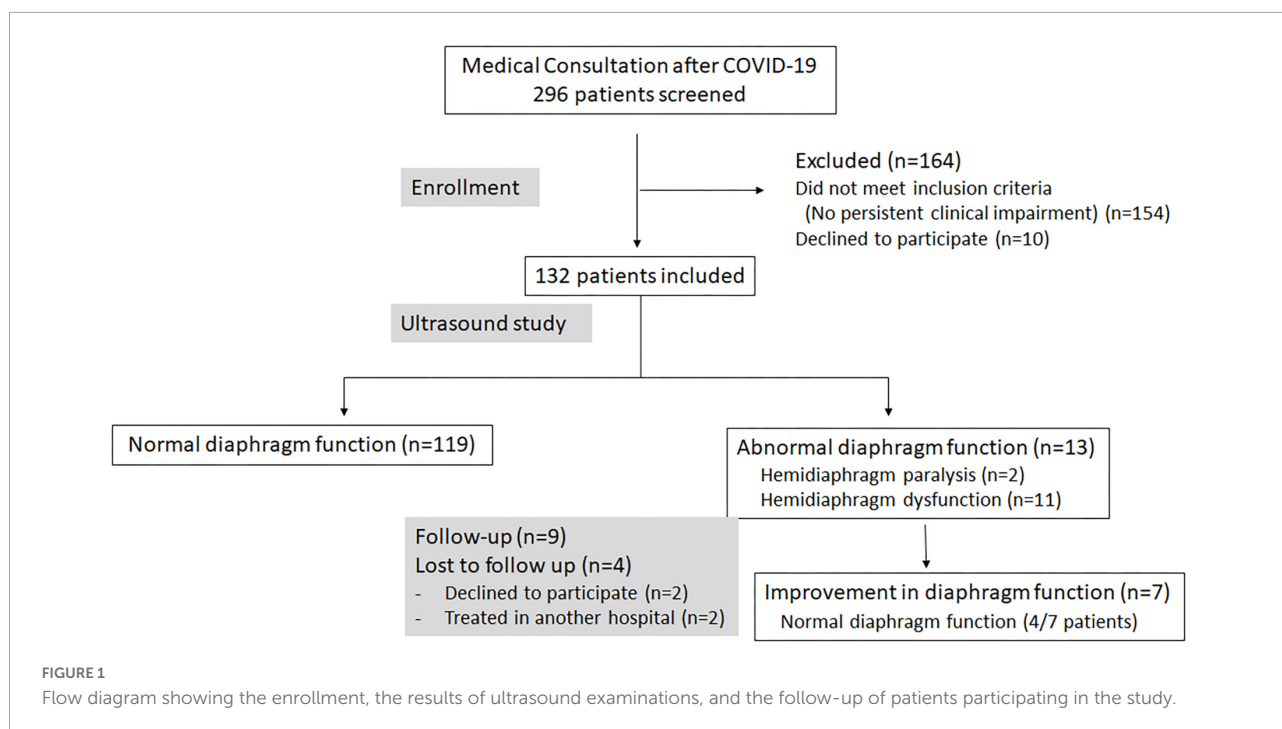 Medical Consultation after COVID-19
296 patients screened
Enrollment
Excluded (n=164)
Did not meet inclusion criteria
(No persistent clinical impairment) (n=154)
Declined to participate (n=10)
132 patients included
Ultrasound study
Normal diaphragm function (n=119)
Abnormal diaphragm function (n=13)
Hemidiaphragm paralysis (n=2)
Hemidiaphragm dysfunction (n=11)
Follow-up (n=9)
Lost to follow up (n=4)
- Declined to participate (n=2)
- Treated in another hospital (n=2)
Improvement in diaphragm function (n=7)
Normal diaphragm function (4/7 patients)
FIGURE 1
Flow diagram showing the enrollment, the results of ultrasound examinations, and the follow-up of patients participating in the study.